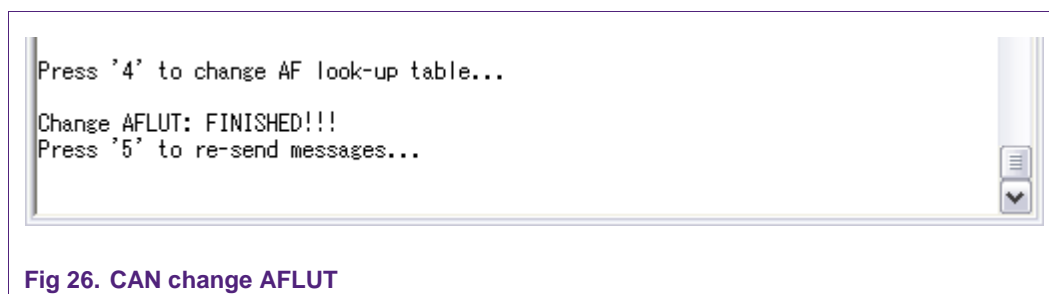 Press '4' to change AF look-up table...
Change AFLUT: FINISHED!!!
Press '5' to re-send messages...
Fig 26. CAN change AFLUT